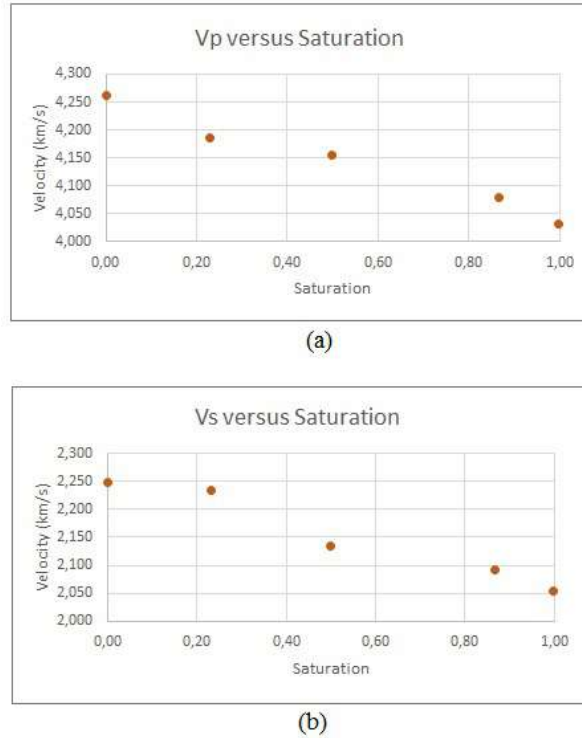 Vp versus Saturation
4,300
4,250
4,200
4,150
4,100
4,050
4,000
Velocity (km/s)
0,00 0,20 0,40 0,60 0,80 1,00
Saturation
(a)
Vs versus Saturation
2,300
2,250
2,200
2,150
2,100
2,050
2,000
Velocity (km/s)
0,00 0,20 0,40 0,60 0,80 1,00
Saturation
(b)